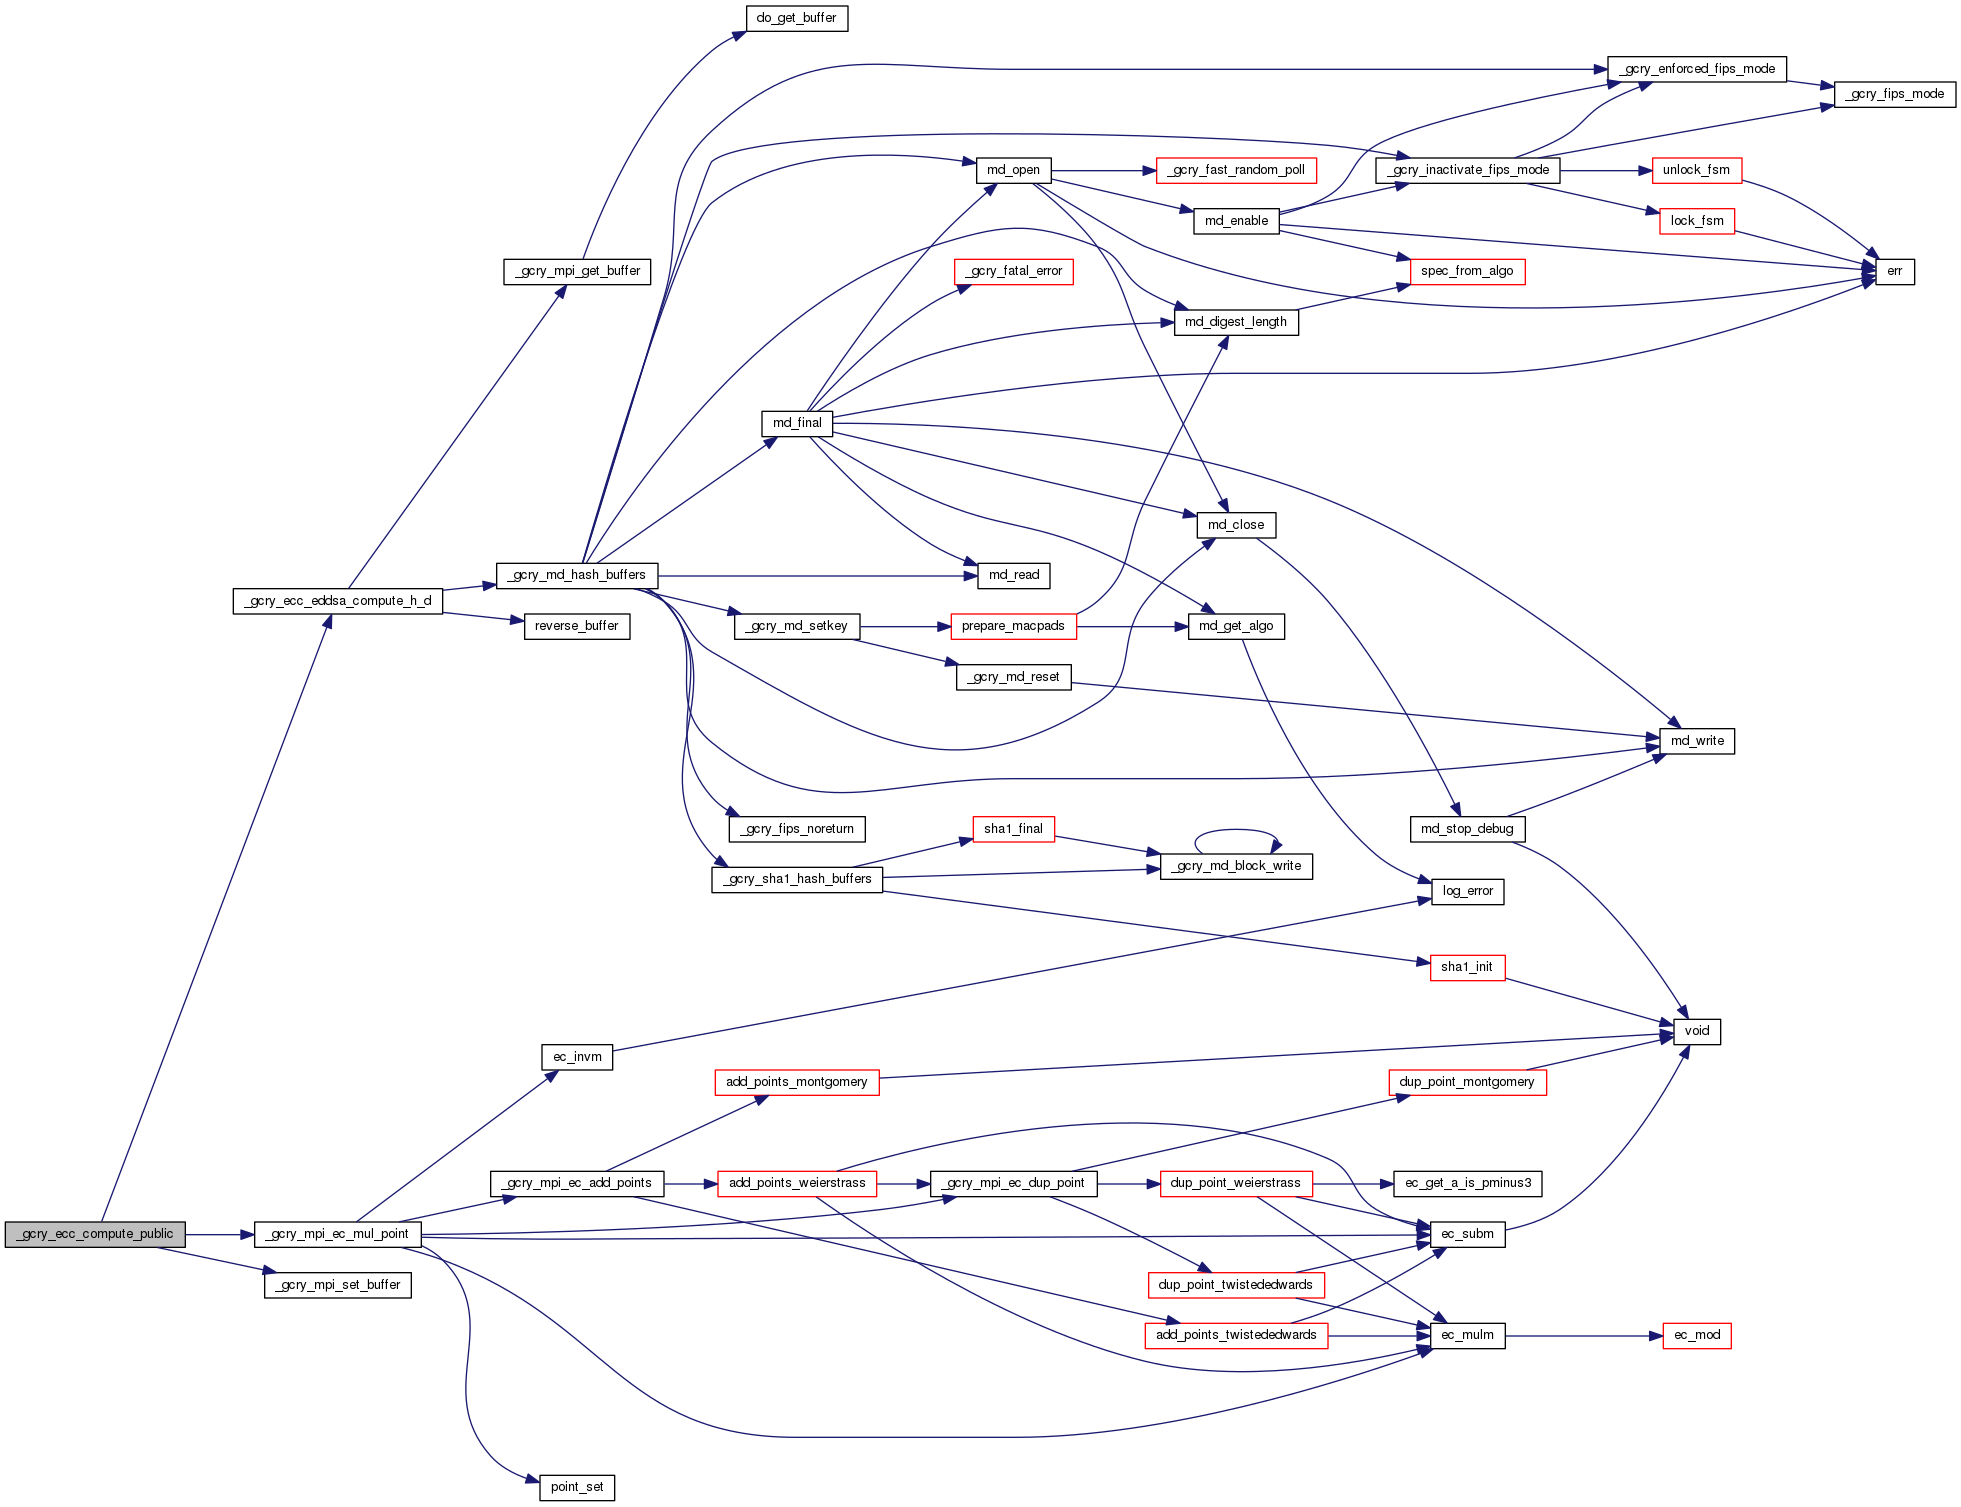 do_get_buffer
_gcry_enforced_fips_mode
_gcry_fips_mode
md_open
_gcry_fast_random_poll
_gcry_inactivate_fips_mode
unlock_fsm
md_enable
lock_fsm
_gcry_mpi_get_buffer
_gcry_fatal_error
spec_from_algo
err
md_digest_length
md_final
md_close
_gcry_md_hash_buffers
md_read
_gcry_ecc_eddsa_compute_h_d
reverse_buffer
_gcry_md_setkey
prepare_macpads
md_get_algo
_gcry_md_reset
md_write
_gcry_fips_noreturn
sha1_final
md_stop_debug
_gcry_md_block_write
_gcry_sha1_hash_buffers
log_error
sha1_init
void
ec_invm
add_points_montgomery
dup_point_montgomery
_gcry_mpi_ec_add_points
add_points_weierstrass
_gcry_mpi_ec_dup_point
dup_point_weierstrass
ec_get_a_is_pminus3
_gcry_ecc_compute_public
_gcry_mpi_ec_mul_point
ec_subm
_gcry_mpi_set_buffer
dup_point_twistededwards
add_points_twistededwards
ec_mulm
ec_mod
point_set